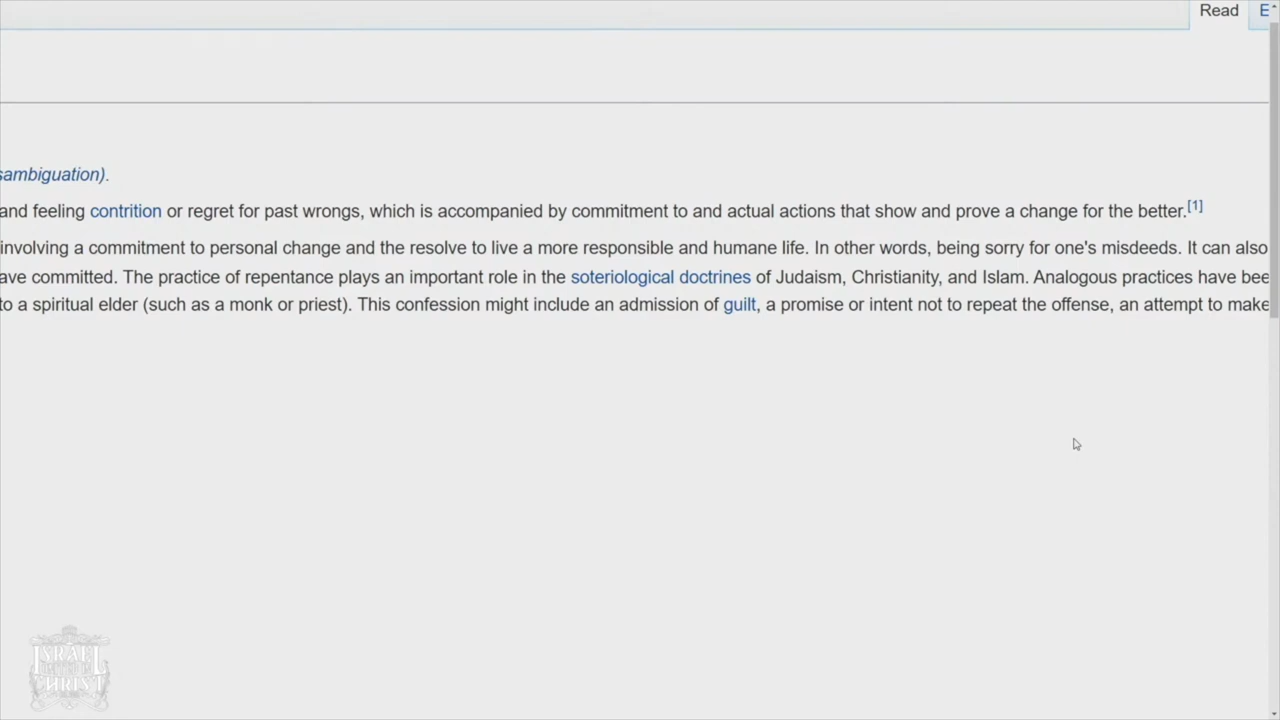 Read E
sambiguation).
and feeling contrition or regret for past wrongs, which is accompanied by commitment to and actual actions that show and prove a change for the better.[1]
involving a commitment to personal change and the resolve to live a more responsible and humane life. In other words, being sorry for one's misdeeds. It can also
ave committed. The practice of repentance plays an important role in the soteriological doctrines of Judaism, Christianity, and Islam. Analogous practices have bee
to a spiritual elder (such as a monk or priest). This confession might include an admission of guilt, a promise or intent not to repeat the offense, an attempt to make
ISRAEL
UNITED IN
CHRIST